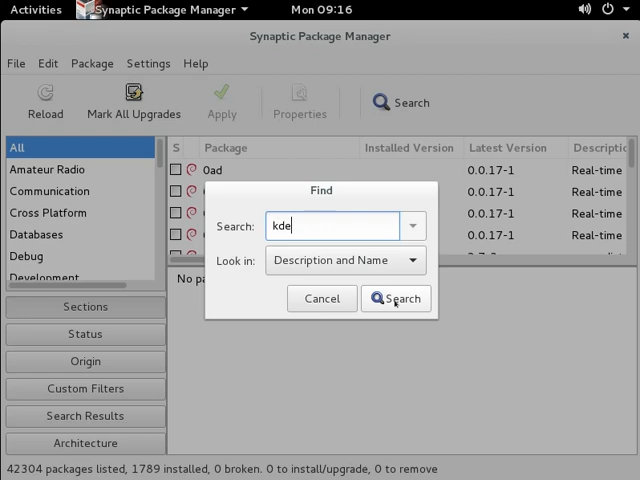 Activities Synaptic Package Manager Mon 09:16
Synaptic Package Manager
File Edit Package Settings Help
Reload Mark All Upgrades Apply Properties Search
All
Amateur Radio
Communication
Cross Platform
Databases
Debug
Development
S Package Installed Version Latest Version Descriptic
0ad 0.0.17-1 Real-time
0.0.17-1 Real-time
0.0.17-1 Real-time
0.0.17-1 Real-time
No pa
Find
Search: kde
Look in: Description and Name
Cancel Search
Sections
Status
Origin
Custom Filters
Search Results
Architecture
42304 packages listed, 1789 installed, 0 broken. 0 to install/upgrade, 0 to remove